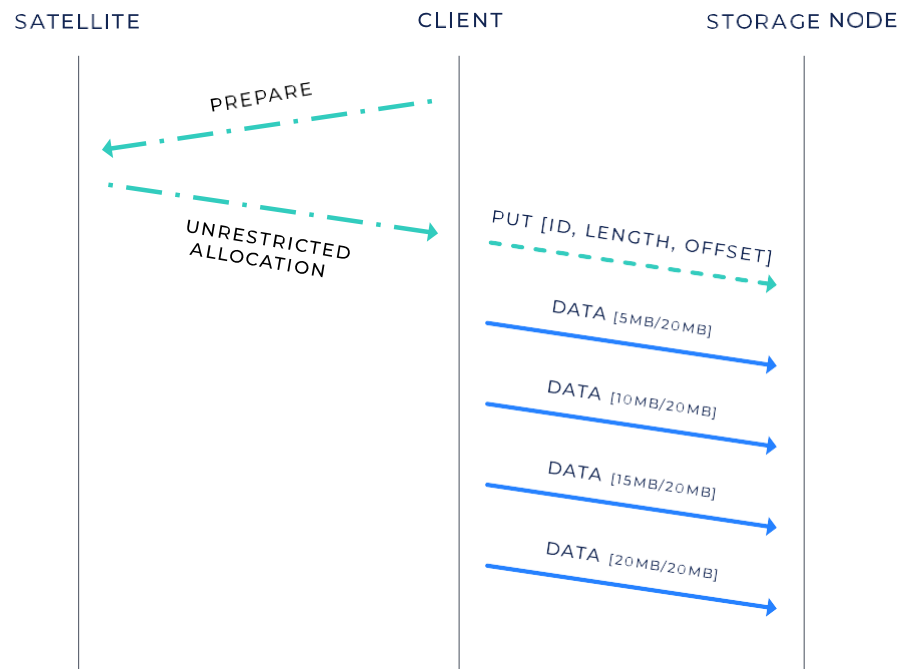 SATELLITE
CLIENT
STORAGE NODE
PREPARE
UNRESTRICTED
ALLOCATION
PUT [ID, LENGTH, OFFSET]
DATA [5MB/20MB]
DATA [10MB/20MB]
DATA [15MB/20MB]
DATA [20MB/20MB]